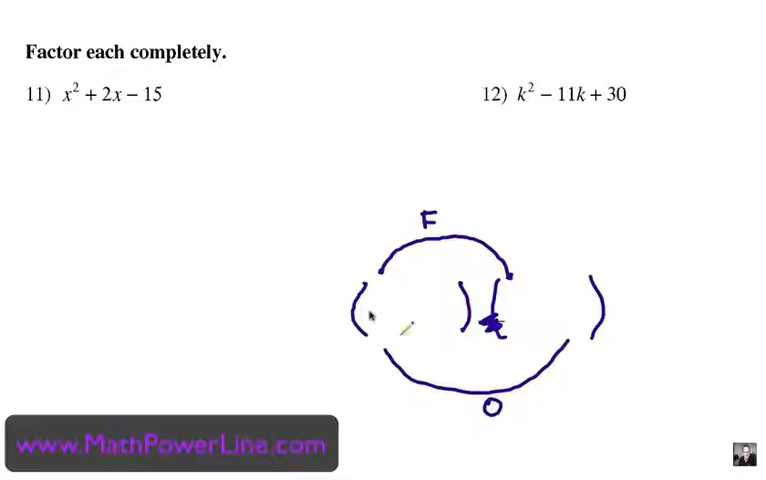 Factor each completely.
11) x² + 2x − 15
12) k² − 11k + 30
F
( ) ( )
O
www.MathPowerLine.com